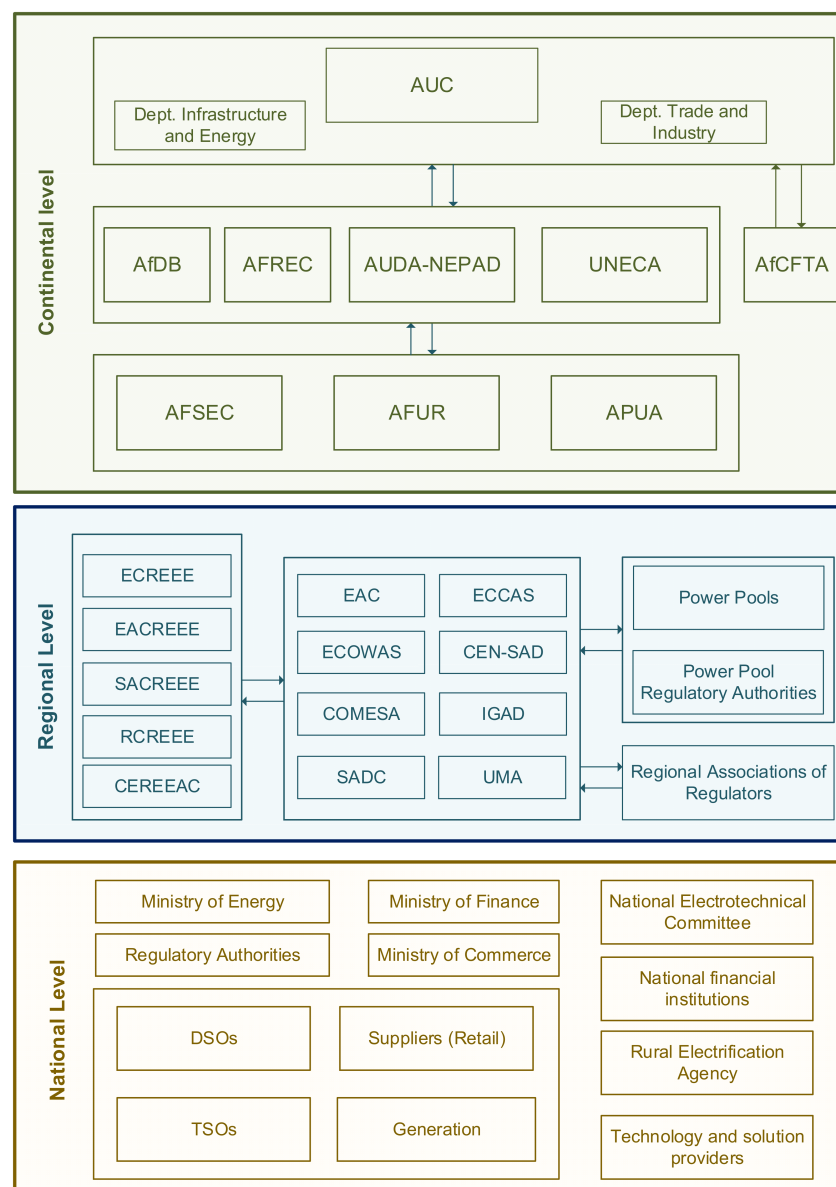 Continental level
AUC
Dept. Infrastructure
and Energy
Dept. Trade and
Industry
AfDB
AFREC
AUDA-NEPAD
UNECA
AfCFTA
AFSEC
AFUR
APUA
Regional Level
ECREEE
EACREEE
SACREEE
RCREEE
CEREEAC
EAC
ECCAS
ECOWAS
CEN-SAD
COMESA
IGAD
SADC
UMA
Power Pools
Power Pool
Regulatory Authorities
Regional Associations of
Regulators
National Level
Ministry of Energy
Ministry of Finance
Regulatory Authorities
Ministry of Commerce
DSOs
Suppliers (Retail)
TSOs
Generation
National Electrotechnical
Committee
National financial
institutions
Rural Electrification
Agency
Technology and solution
providers